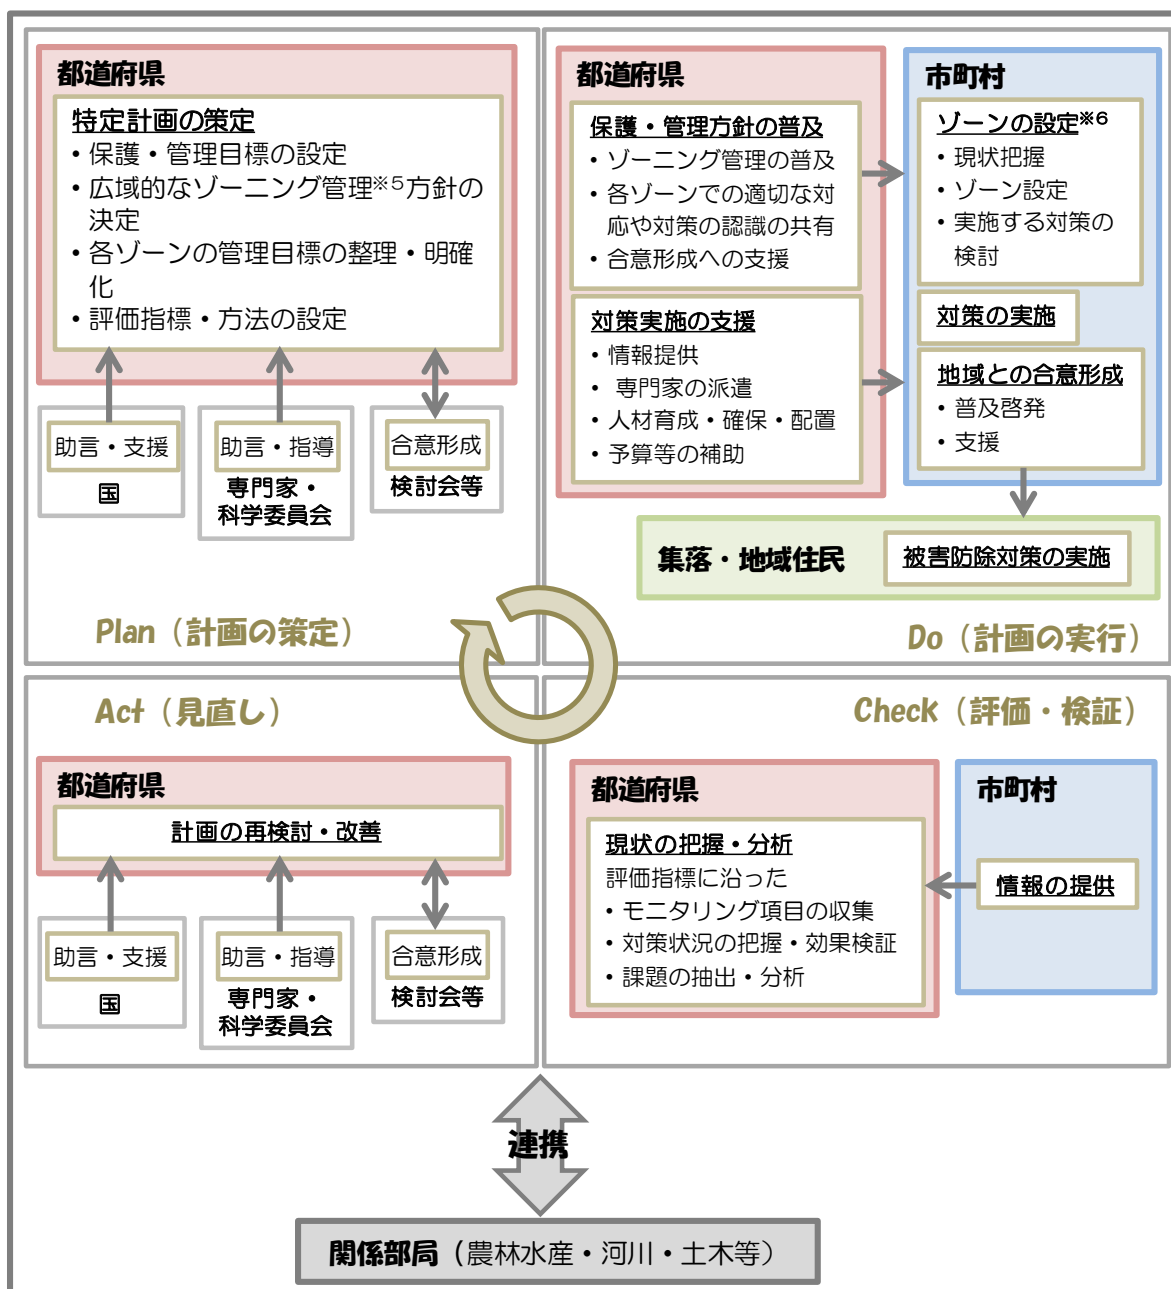 都道府県
特定計画の策定
・保護・管理目標の設定
・広域的なゾーニング管理※5方針の
決定
・各ゾーンの管理目標の整理・明確
化
・評価指標・方法の設定
助言・支援
国
助言・指導
専門家・
科学委員会
合意形成
検討会等
Plan（計画の策定）
都道府県
保護・管理方針の普及
・ゾーニング管理の普及
・各ゾーンでの適切な対
応や対策の認識の共有
・合意形成への支援
対策実施の支援
・情報提供
・専門家の派遣
・人材育成・確保・配置
・予算等の補助
市町村
ゾーンの設定※6
・現状把握
・ゾーン設定
・実施する対策の
検討
対策の実施
地域との合意形成
・普及啓発
・支援
集落・地域住民
被害防除対策の実施
Do（計画の実行）
Act（見直し）
都道府県
計画の再検討・改善
助言・支援
国
助言・指導
専門家・
科学委員会
合意形成
検討会等
Check（評価・検証）
都道府県
現状の把握・分析
評価指標に沿った
・モニタリング項目の収集
・対策状況の把握・効果検証
・課題の抽出・分析
市町村
情報の提供
連携
関係部局（農林水産・河川・土木等）